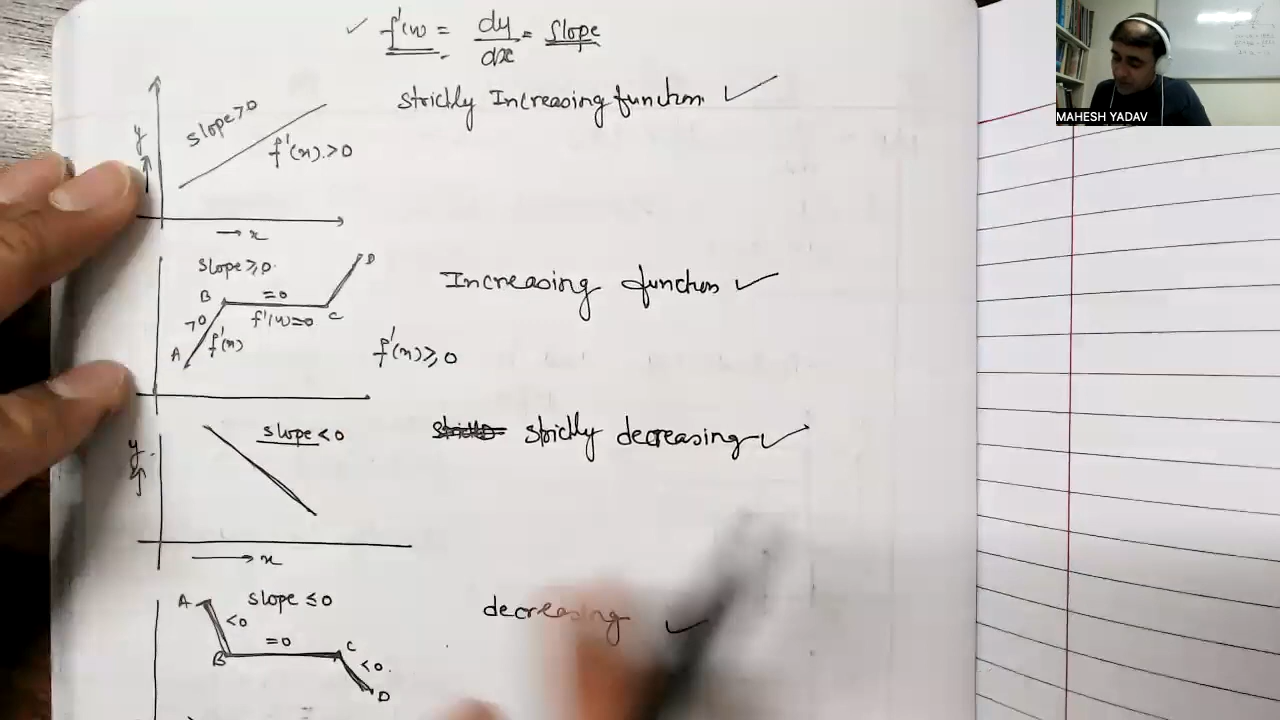 ✓ f'(x) = dy/dx = slope
MAHESH YADAV
strictly Increasing function ✓
slope > 0
f'(x) > 0
y
→ x
slope ≥ 0
Increasing function ✓
B = 0 D
f'(x) = 0 C
> 0
A f'(x)
f'(x) ≥ 0
slope < 0
strictly decreasing ✓
y
→ x
A slope ≤ 0
< 0
decreasing ✓
= 0 C
B < 0
D